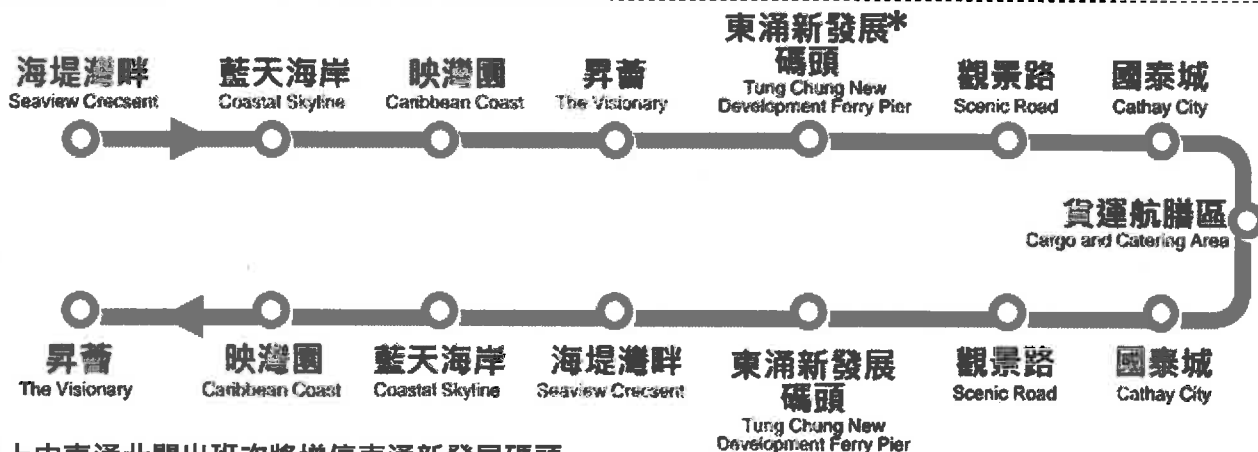 海堤灣畔
Seaview Crecsent
藍天海岸
Coastal Skyline
映灣園
Caribbean Coast
昇薈
The Visionary
東涌新發展*
碼頭
Tung Chung New
Development Ferry Pier
觀景路
Scenic Road
國泰城
Cathay City
貨運航膳區
Cargo and Catering Area
昇薈
The Visionary
映灣園
Caribbean Coast
藍天海岸
Coastal Skyline
海堤灣畔
Seaview Crecsent
東涌新發展
碼頭
Tung Chung New
Development Ferry Pier
觀景路
Scenic Road
國泰城
Cathay City